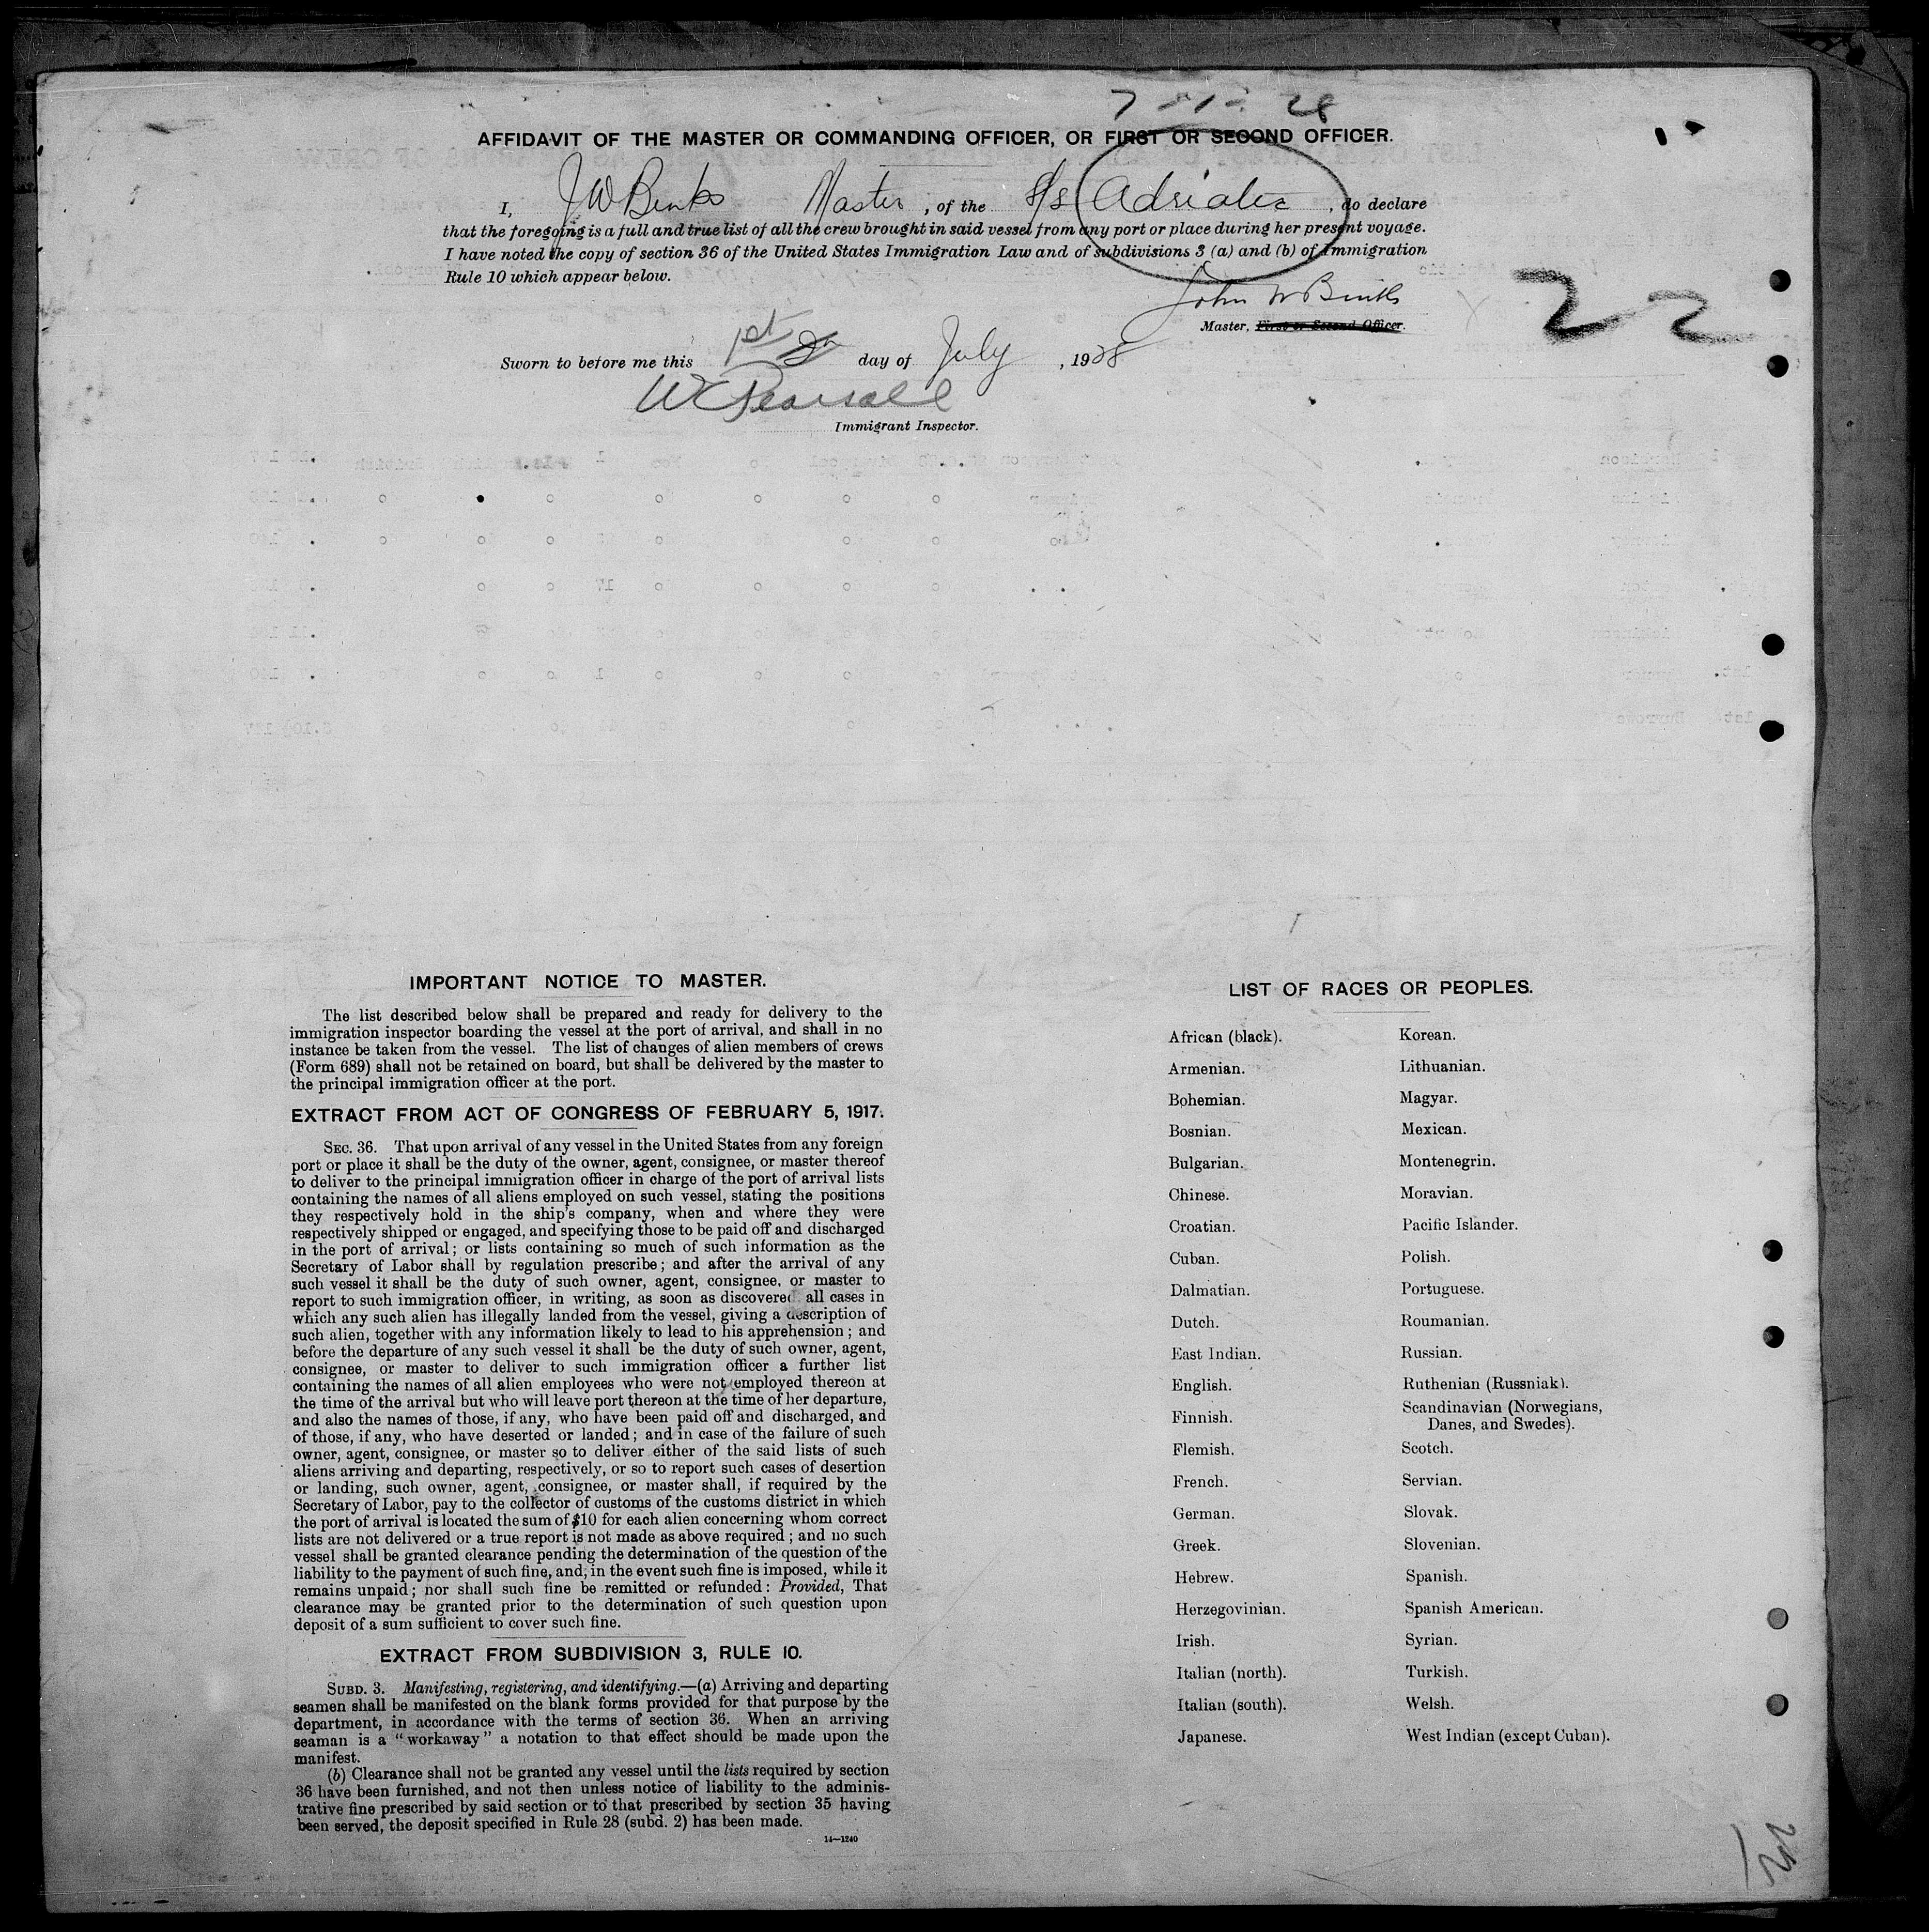 7-1-28
AFFIDAVIT OF THE MASTER OR COMMANDING OFFICER, OR FIRST OR SECOND OFFICER.
I, J W Binks Master, of the S/S Adriatic, do declare
that the foregoing is a full and true list of all the crew brought in said vessel from any port or place during her present voyage.
I have noted the copy of section 36 of the United States Immigration Law and of subdivisions 3 (a) and (b) of Immigration
Rule 10 which appear below.
John W Binks
22
Master, First or Second Officer.
Sworn to before me this 1st day of July, 1928
W C Pearsall
Immigrant Inspector.
IMPORTANT NOTICE TO MASTER.
The list described below shall be prepared and ready for delivery to the
immigration inspector boarding the vessel at the port of arrival, and shall in no
instance be taken from the vessel. The list of changes of alien members of crews
(Form 689) shall not be retained on board, but shall be delivered by the master to
the principal immigration officer at the port.
EXTRACT FROM ACT OF CONGRESS OF FEBRUARY 5, 1917.
SEC. 36. That upon arrival of any vessel in the United States from any foreign
port or place it shall be the duty of the owner, agent, consignee, or master thereof
to deliver to the principal immigration officer in charge of the port of arrival lists
containing the names of all aliens employed on such vessel, stating the positions
they respectively hold in the ship's company, when and where they were
respectively shipped or engaged, and specifying those to be paid off and discharged
in the port of arrival; or lists containing so much of such information as the
Secretary of Labor shall by regulation prescribe; and after the arrival of any
such vessel it shall be the duty of such owner, agent, consignee, or master to
report to such immigration officer, in writing, as soon as discovered all cases in
which any such alien has illegally landed from the vessel, giving a description of
such alien, together with any information likely to lead to his apprehension; and
before the departure of any such vessel it shall be the duty of such owner, agent,
consignee, or master to deliver to such immigration officer a further list
containing the names of all alien employees who were not employed thereon at
the time of the arrival but who will leave port thereon at the time of her departure,
and also the names of those, if any, who have been paid off and discharged, and
of those, if any, who have deserted or landed; and in case of the failure of such
owner, agent, consignee, or master so to deliver either of the said lists of such
aliens arriving and departing, respectively, or so to report such cases of desertion
or landing, such owner, agent, consignee, or master shall, if required by the
Secretary of Labor, pay to the collector of customs of the customs district in which
the port of arrival is located the sum of $10 for each alien concerning whom correct
lists are not delivered or a true report is not made as above required; and no such
vessel shall be granted clearance pending the determination of the question of the
liability to the payment of such fine, and, in the event such fine is imposed, while it
remains unpaid; nor shall such fine be remitted or refunded: Provided, That
clearance may be granted prior to the determination of such question upon
deposit of a sum sufficient to cover such fine.
EXTRACT FROM SUBDIVISION 3, RULE 10.
SUBD. 3. Manifesting, registering, and identifying.—(a) Arriving and departing
seamen shall be manifested on the blank forms provided for that purpose by the
department, in accordance with the terms of section 36. When an arriving
seaman is a "workaway" a notation to that effect should be made upon the
manifest.
(b) Clearance shall not be granted any vessel until the lists required by section
36 have been furnished, and not then unless notice of liability to the adminis-
trative fine prescribed by said section or to that prescribed by section 35 having
been served, the deposit specified in Rule 28 (subd. 2) has been made.
14—1240
LIST OF RACES OR PEOPLES.
African (black).
Armenian.
Bohemian.
Bosnian.
Bulgarian.
Chinese.
Croatian.
Cuban.
Dalmatian.
Dutch.
East Indian.
English.
Finnish.
Flemish.
French.
German.
Greek.
Hebrew.
Herzegovinian.
Irish.
Italian (north).
Italian (south).
Japanese.
Korean.
Lithuanian.
Magyar.
Mexican.
Montenegrin.
Moravian.
Pacific Islander.
Polish.
Portuguese.
Roumanian.
Russian.
Ruthenian (Russniak).
Scandinavian (Norwegians,
Danes, and Swedes).
Scotch.
Servian.
Slovak.
Slovenian.
Spanish.
Spanish American.
Syrian.
Turkish.
Welsh.
West Indian (except Cuban).